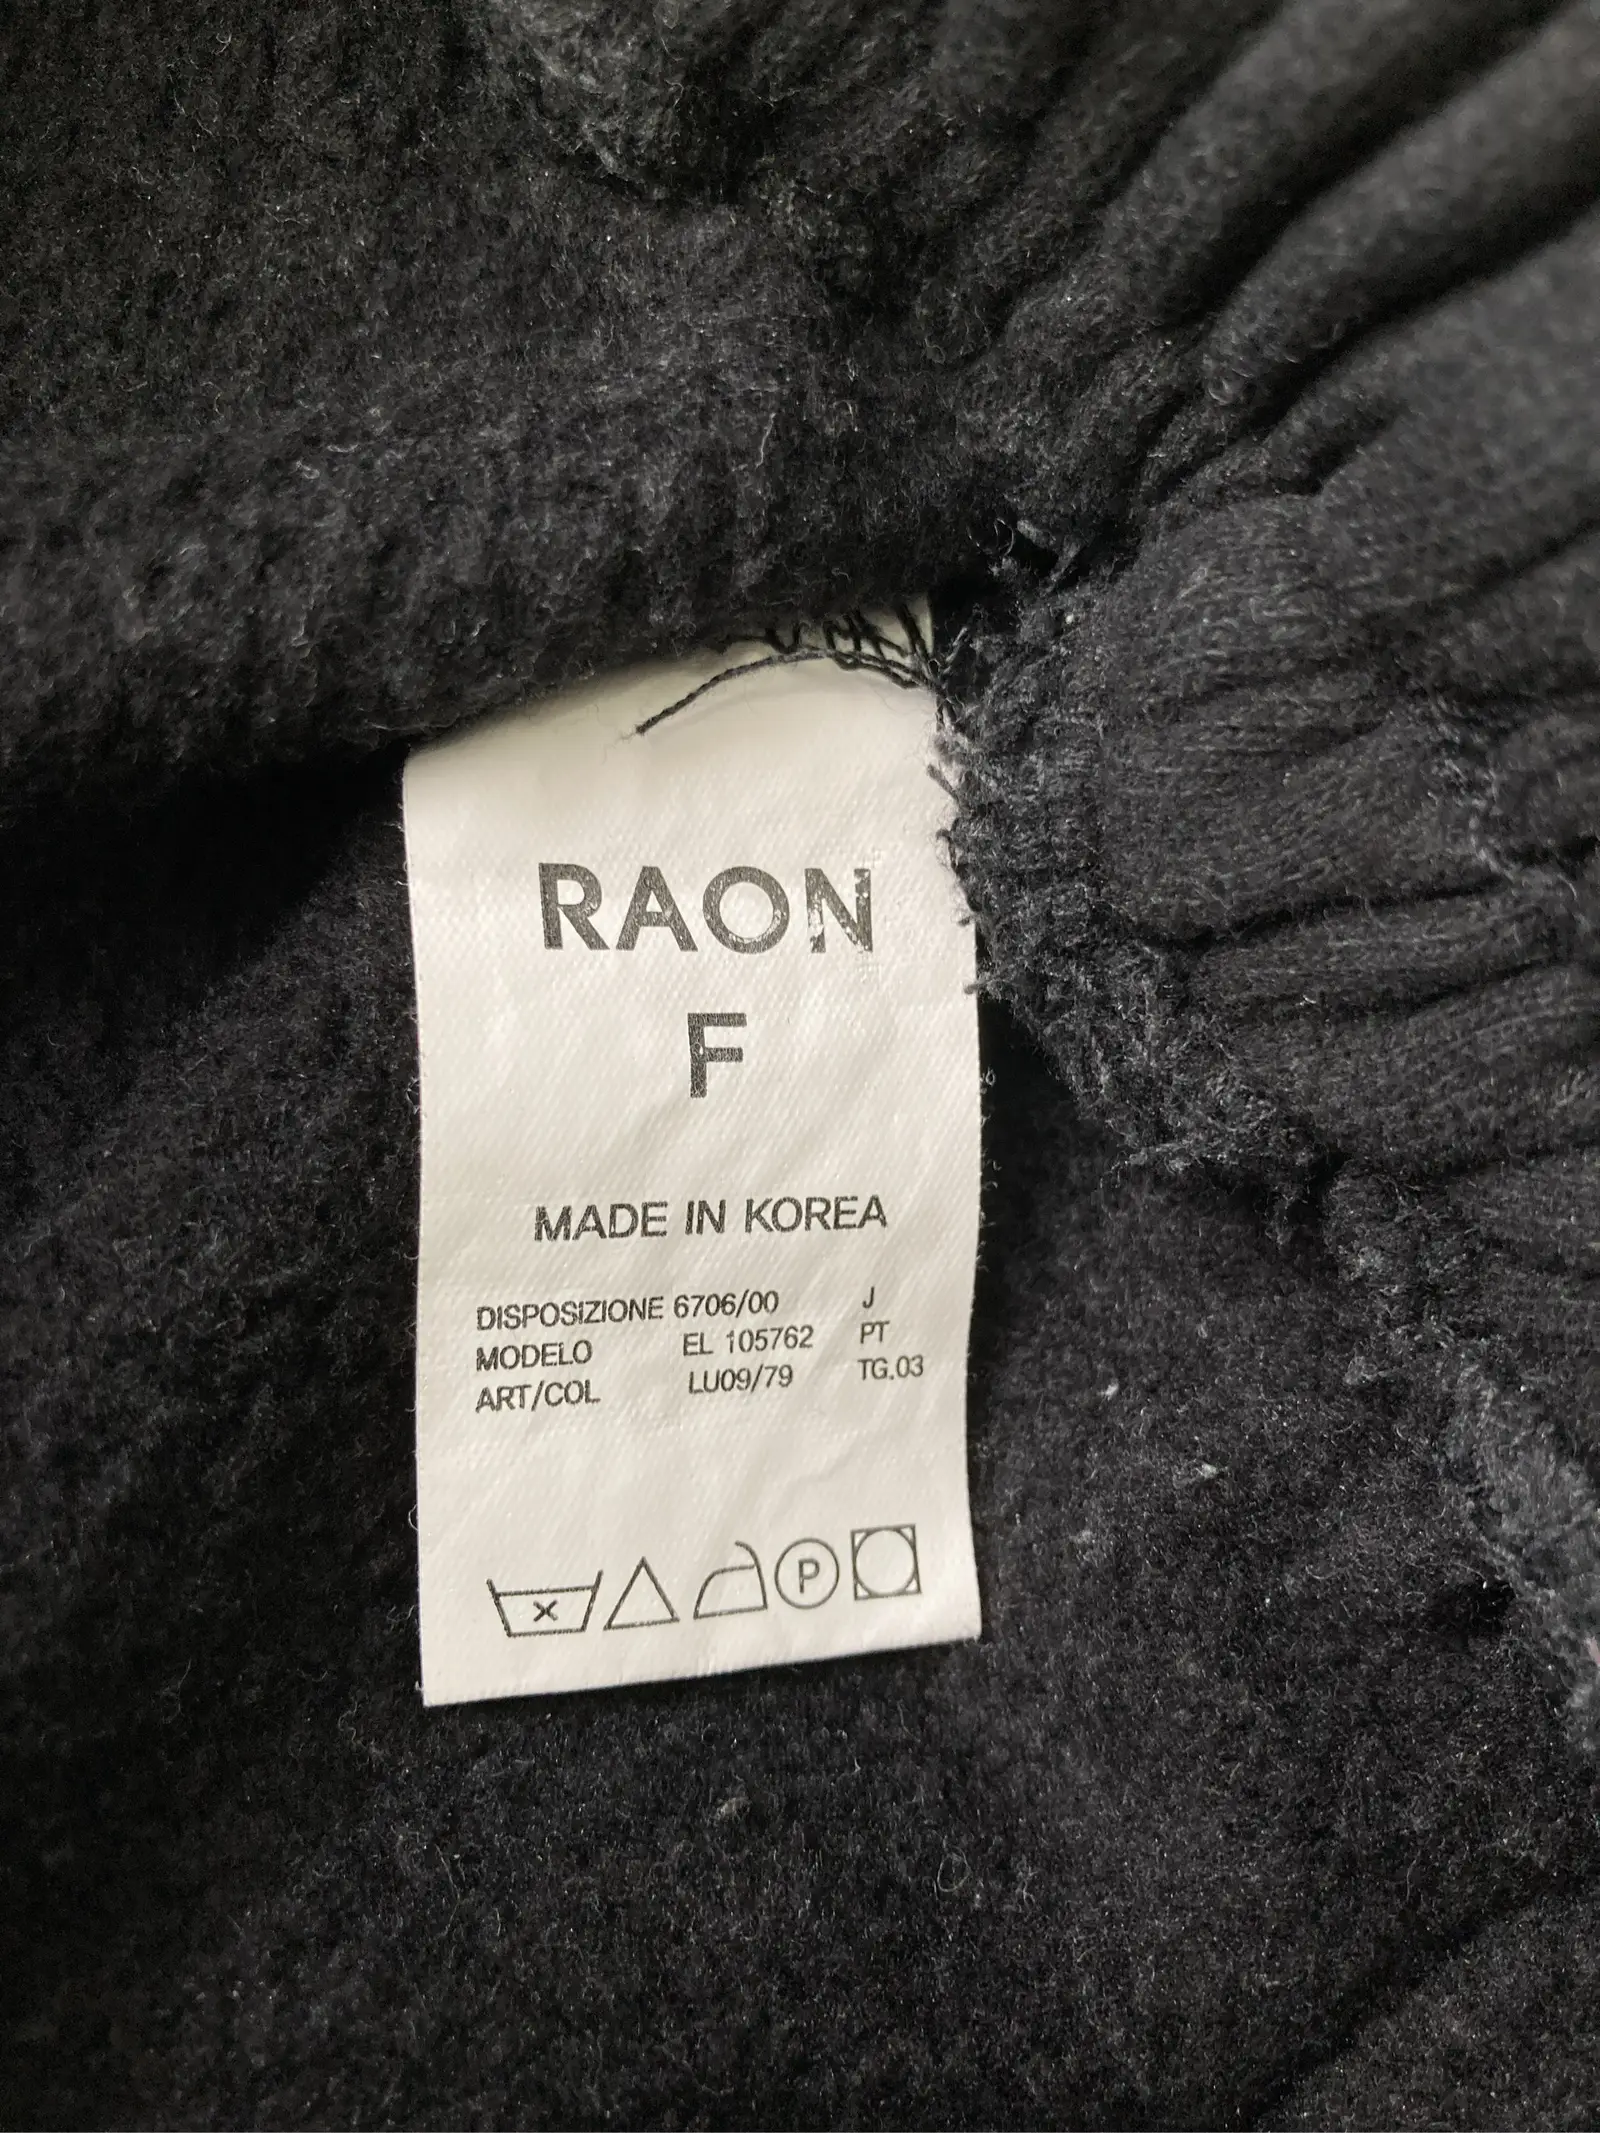 RAON
F
MADE IN KOREA
DISPOSIZIONE 6706/00 J
MODELO EL 105762 PT
ART/COL LU09/79 TG.03
P